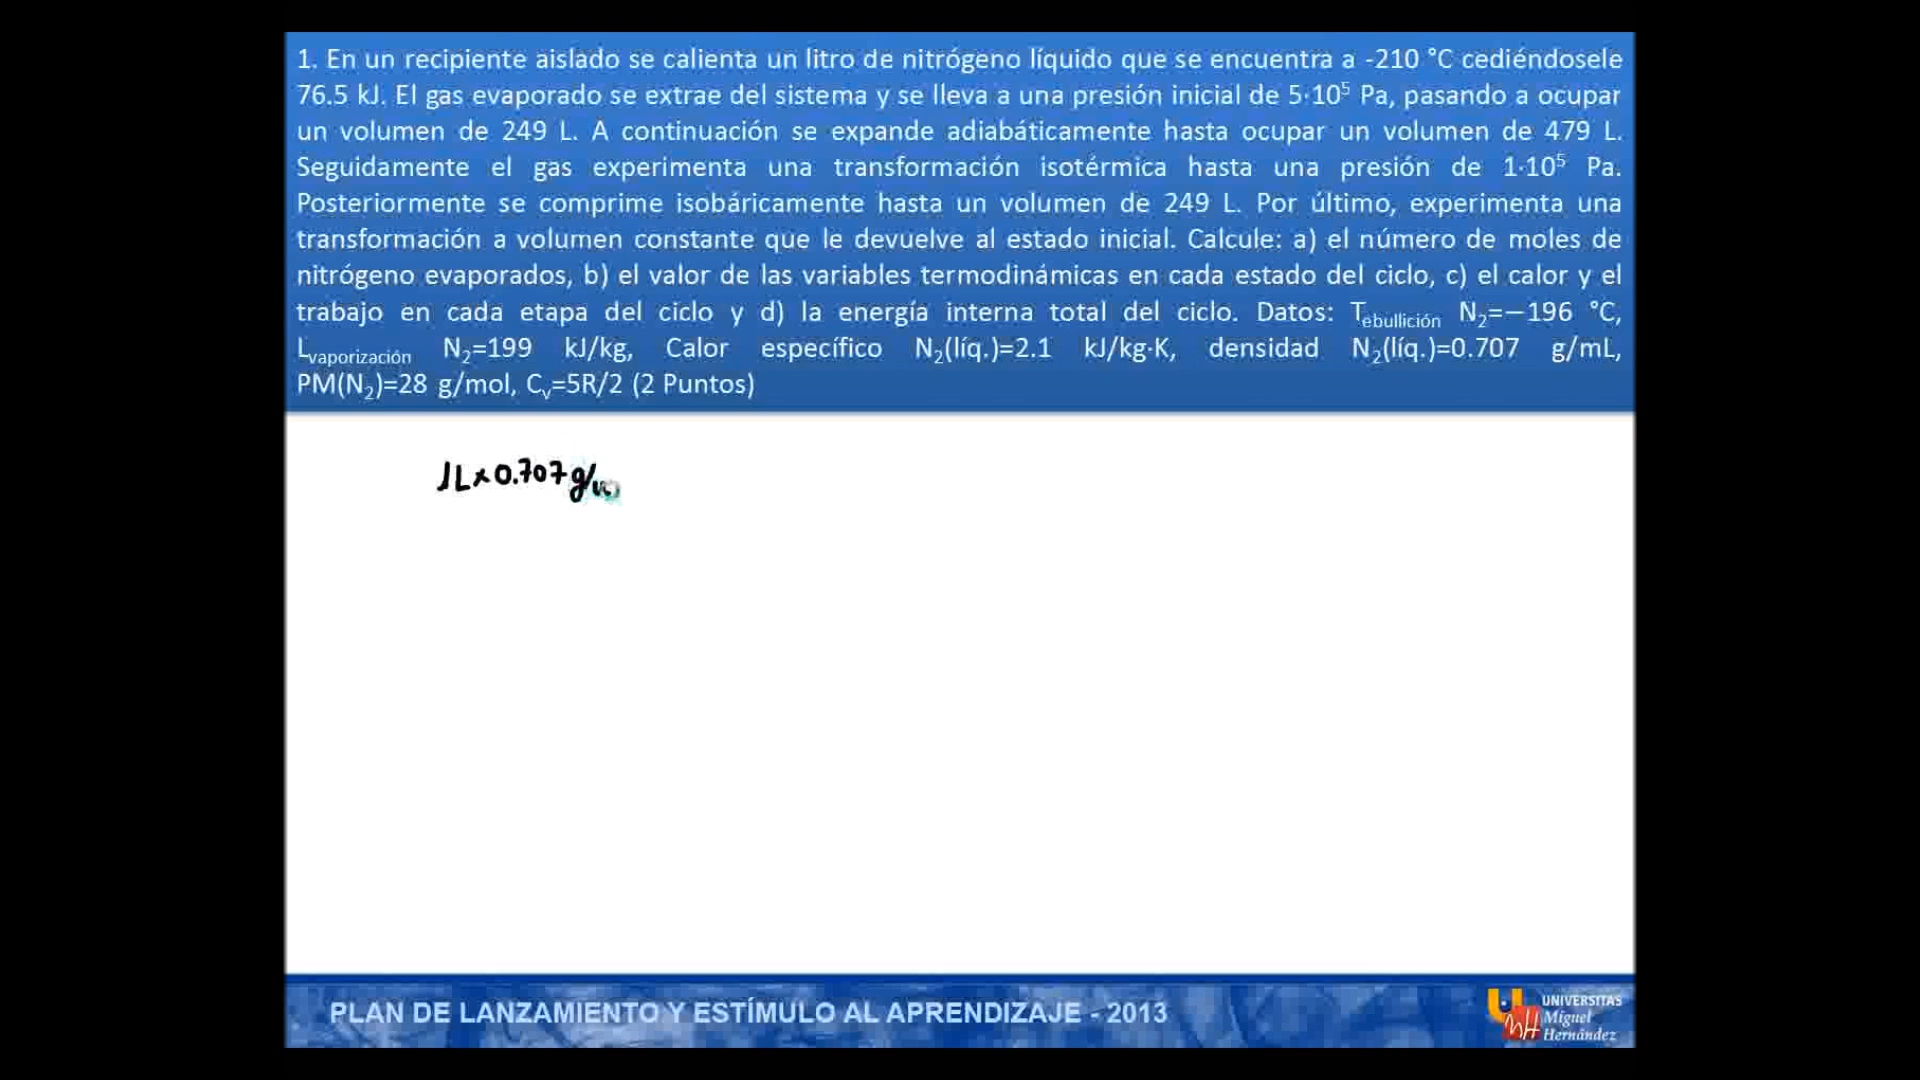 1. En un recipiente aislado se calienta un litro de nitrógeno líquido que se encuentra a -210 °C cediéndosele
76.5 kJ. El gas evaporado se extrae del sistema y se lleva a una presión inicial de 5·10⁵ Pa, pasando a ocupar
un volumen de 249 L. A continuación se expande adiabáticamente hasta ocupar un volumen de 479 L.
Seguidamente el gas experimenta una transformación isotérmica hasta una presión de 1·10⁵ Pa.
Posteriormente se comprime isobáricamente hasta un volumen de 249 L. Por último, experimenta una
transformación a volumen constante que le devuelve al estado inicial. Calcule: a) el número de moles de
nitrógeno evaporados, b) el valor de las variables termodinámicas en cada estado del ciclo, c) el calor y el
trabajo en cada etapa del ciclo y d) la energía interna total del ciclo. Datos: Tebullición N₂=−196 °C,
Lvaporización N₂=199 kJ/kg, Calor específico N₂(líq.)=2.1 kJ/kg·K, densidad N₂(líq.)=0.707 g/mL,
PM(N₂)=28 g/mol, Cᵥ=5R/2 (2 Puntos)
1L×0.707 g/
PLAN DE LANZAMIENTO Y ESTÍMULO AL APRENDIZAJE - 2013
UNIVERSITAS
Miguel
Hernández